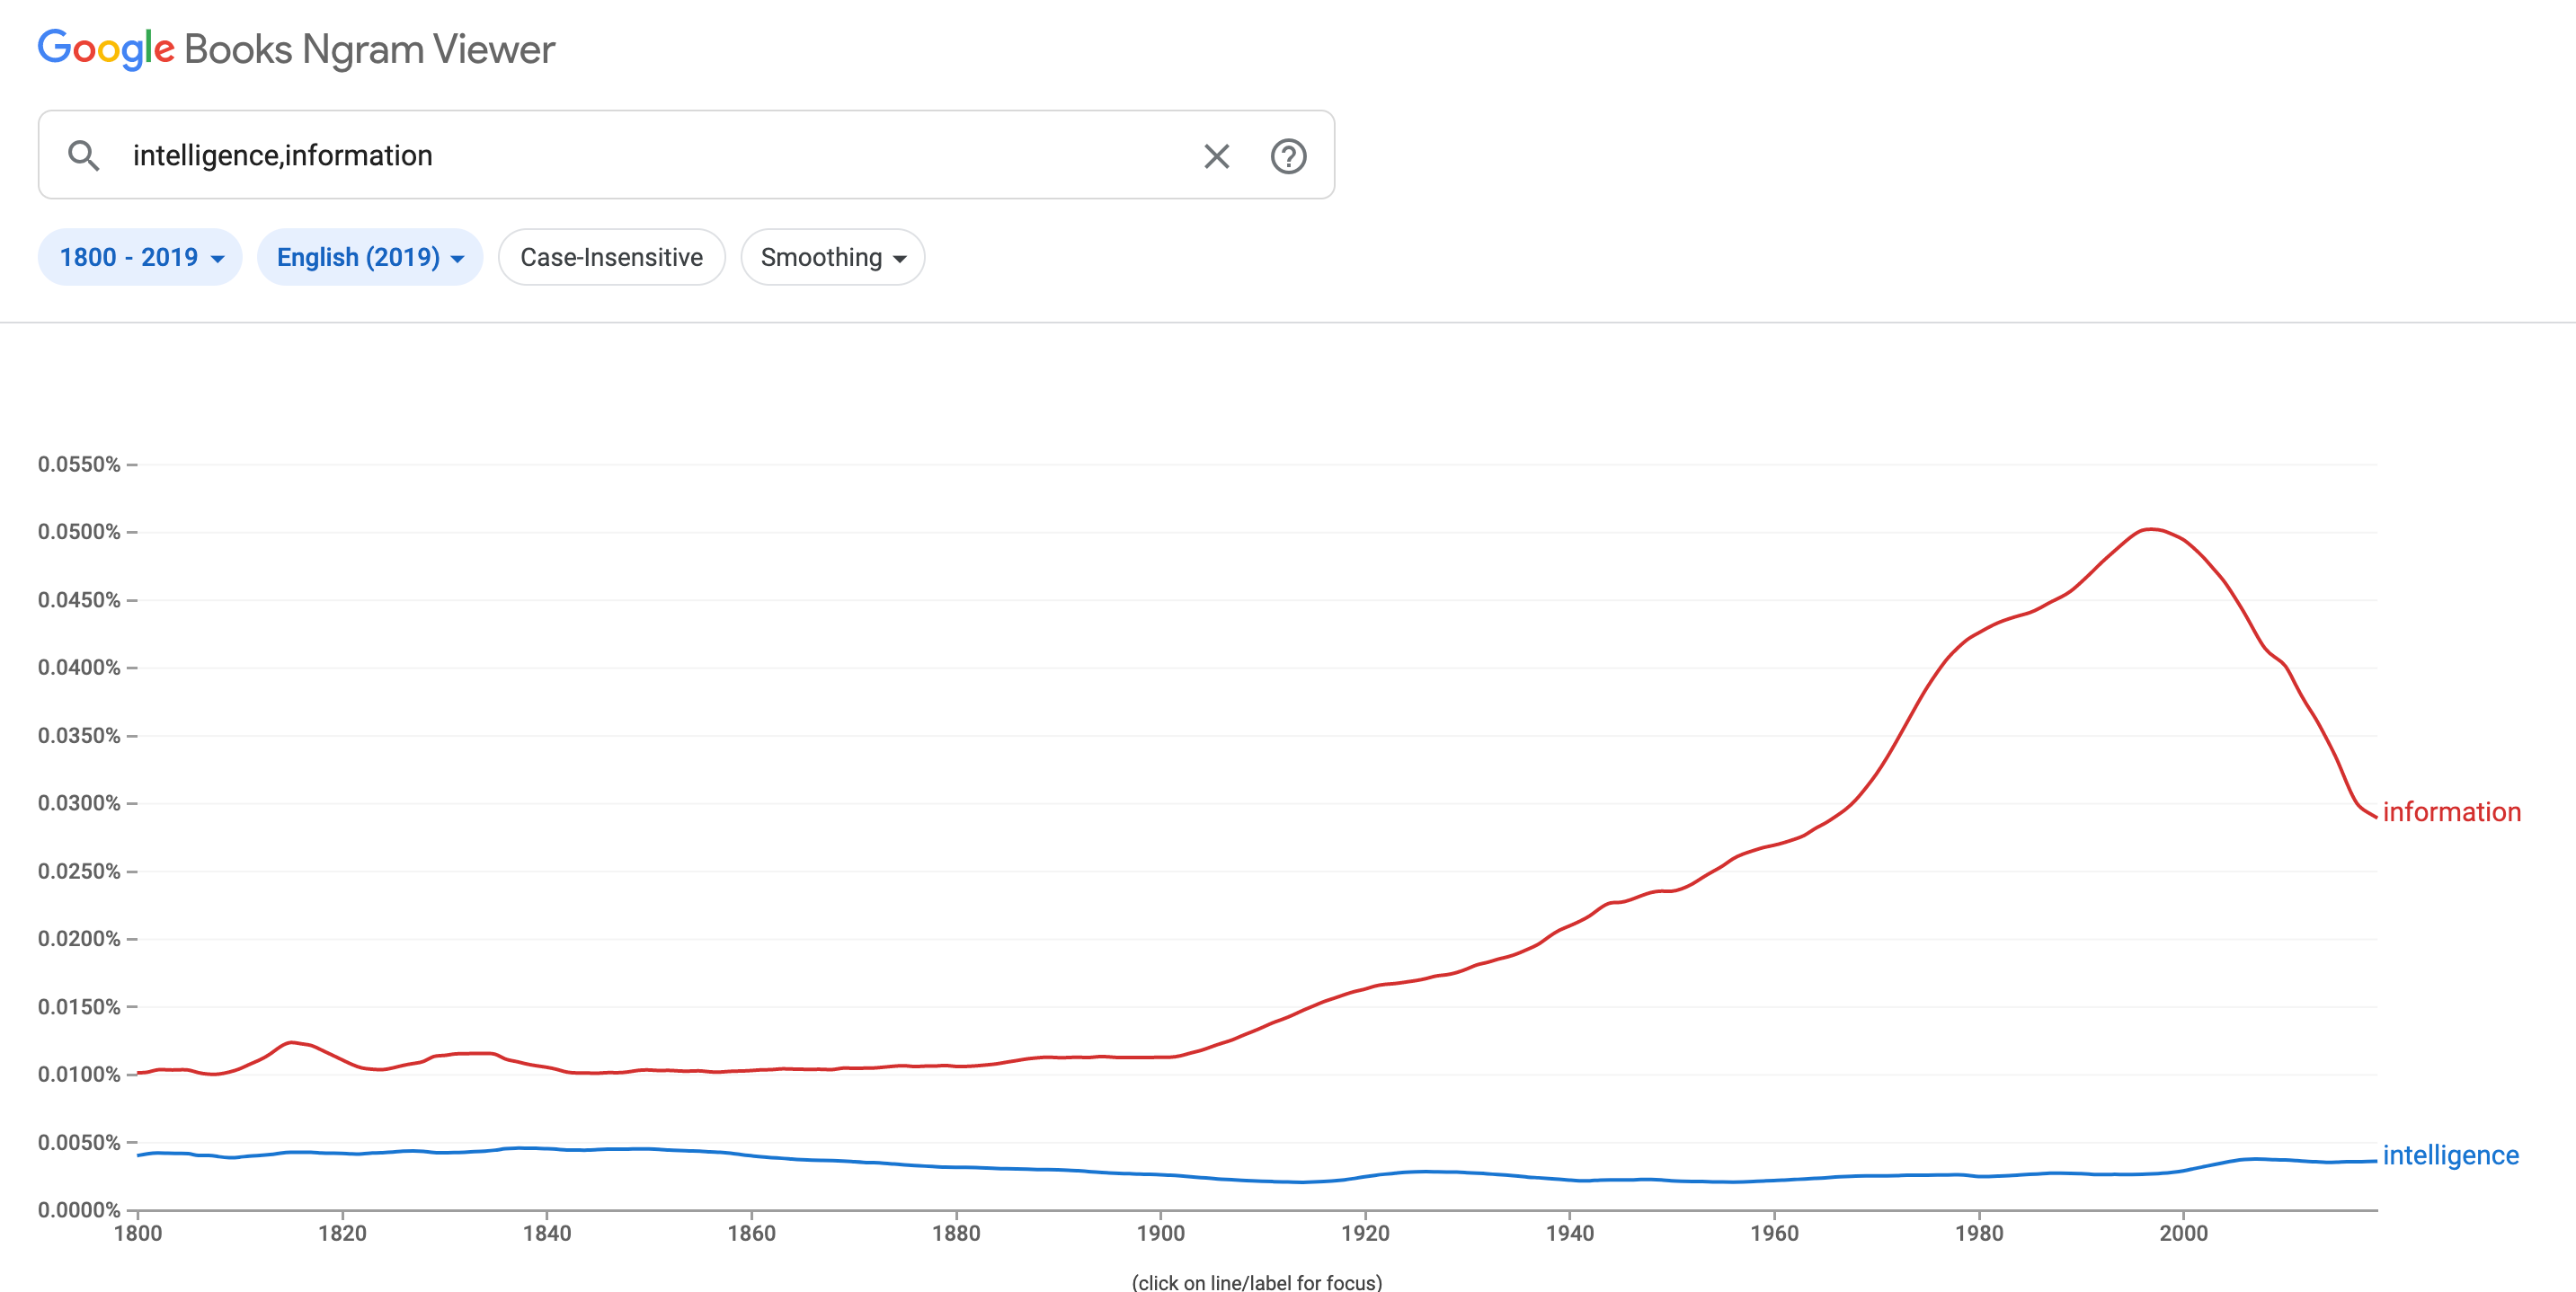 Google Books Ngram Viewer
intelligence,information
1800 - 2019
English (2019)
Case-Insensitive
Smoothing
0.0550%
0.0500%
0.0450%
0.0400%
0.0350%
0.0300%
0.0250%
0.0200%
0.0150%
0.0100%
0.0050%
0.0000%
information
intelligence
1800 1820 1840 1860 1880 1900 1920 1940 1960 1980 2000
(click on line/label for focus)